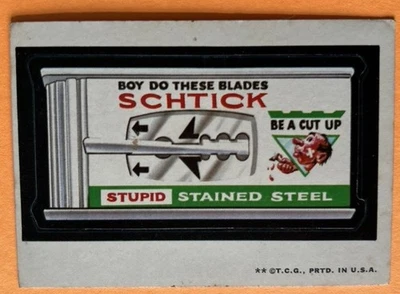 BOY DO THESE BLADES
SCHTICK
BE A CUT UP
STUPID STAINED STEEL
** © T.C.G., PRTD. IN U.S.A.